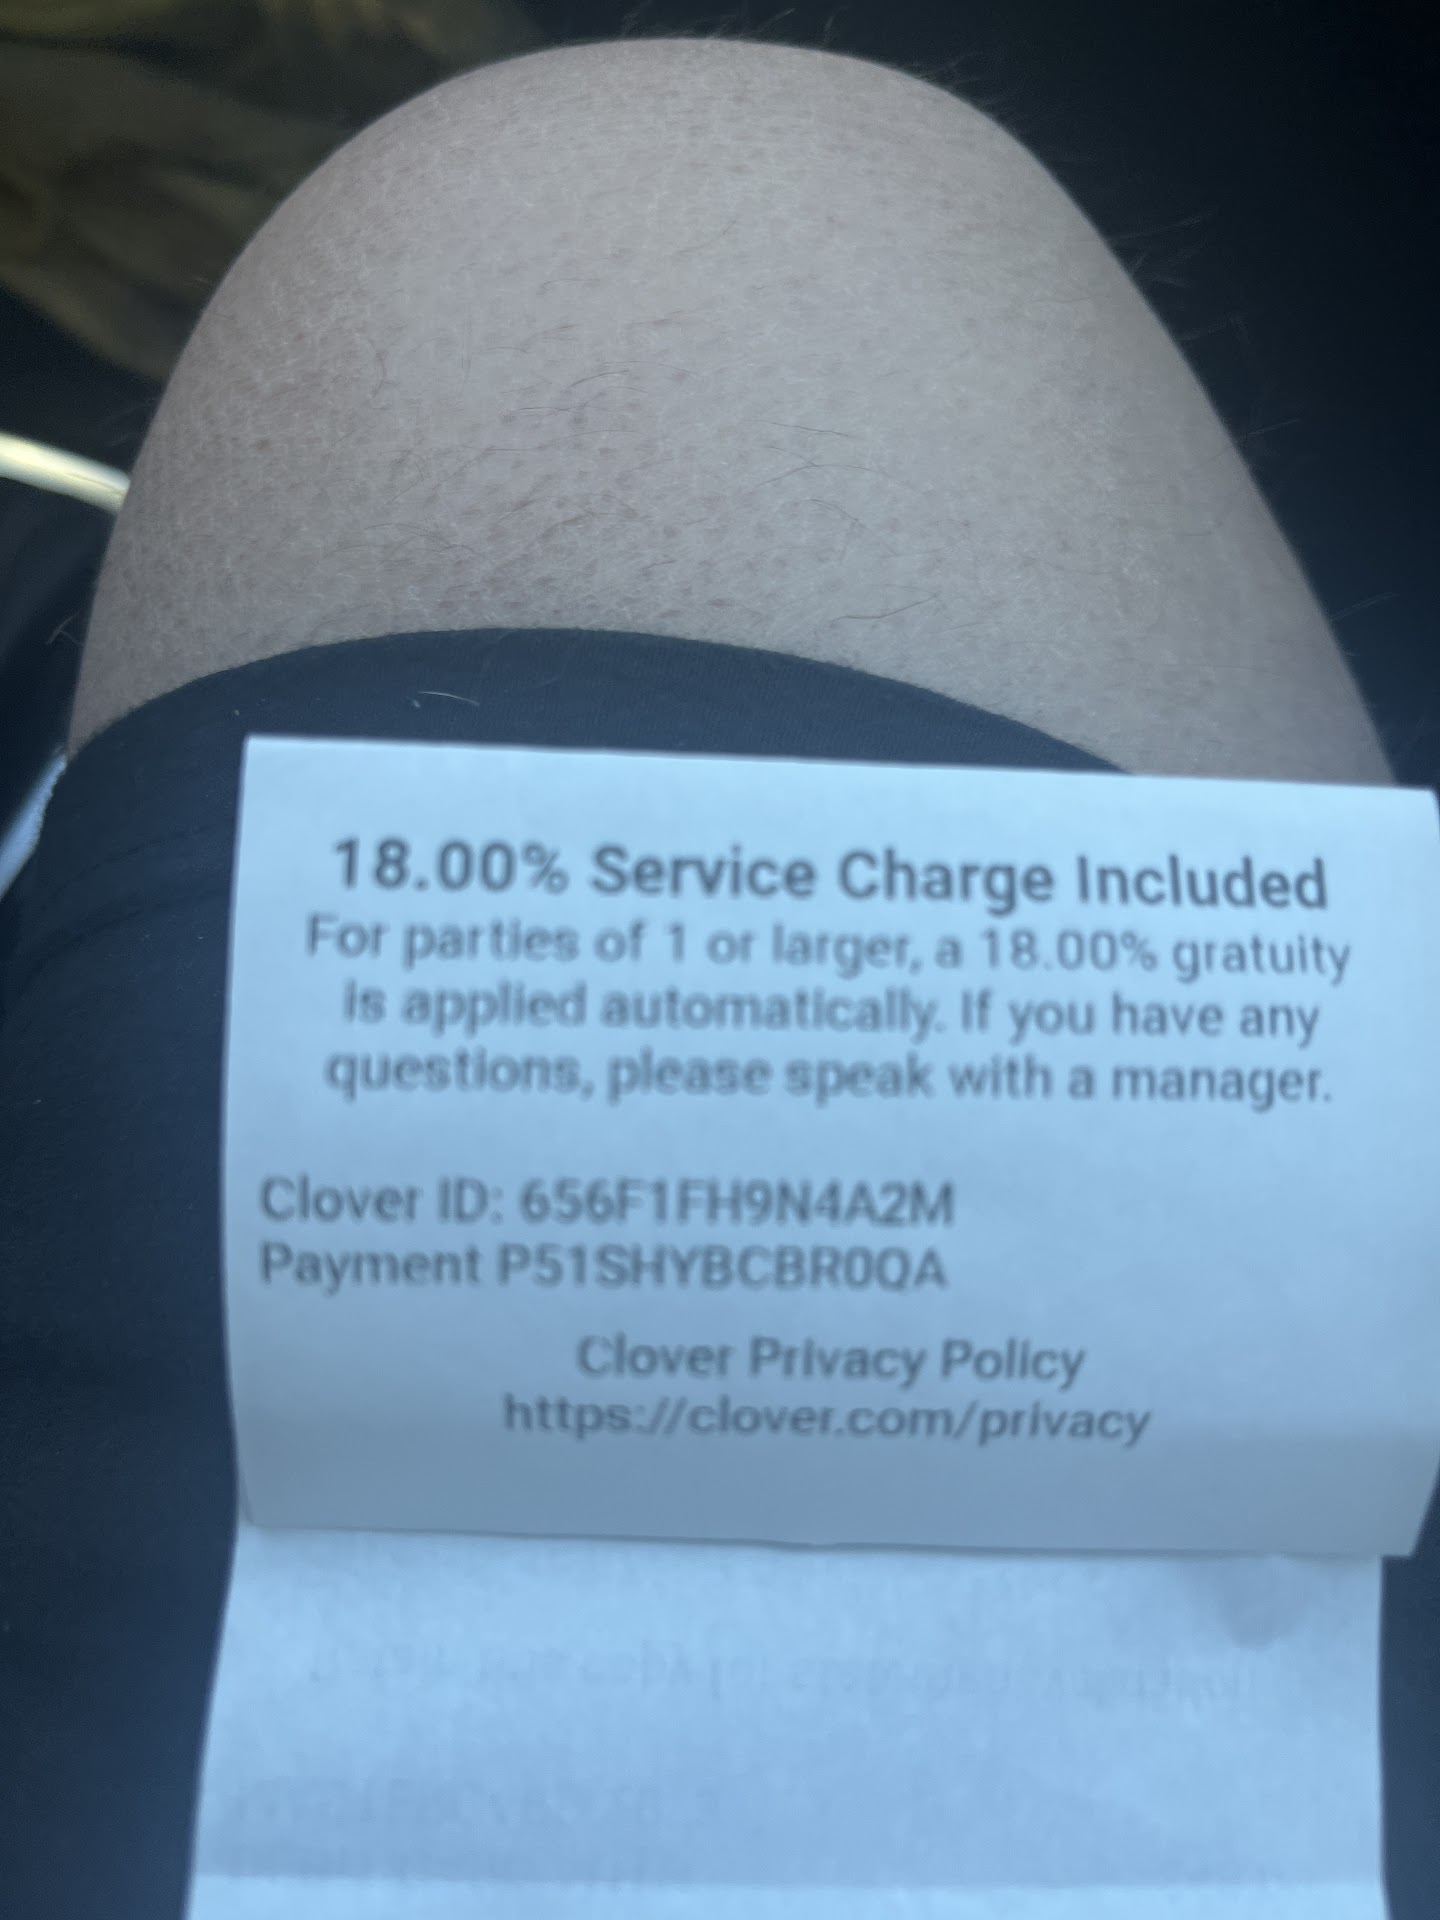 18.00% Service Charge Included
For parties of 1 or larger, a 18.00% gratuity
is applied automatically. If you have any
questions, please speak with a manager.
Clover ID: 656F1FH9N4A2M
Payment P51SHYBCBR0QA
Clover Privacy Policy
https://clover.com/privacy